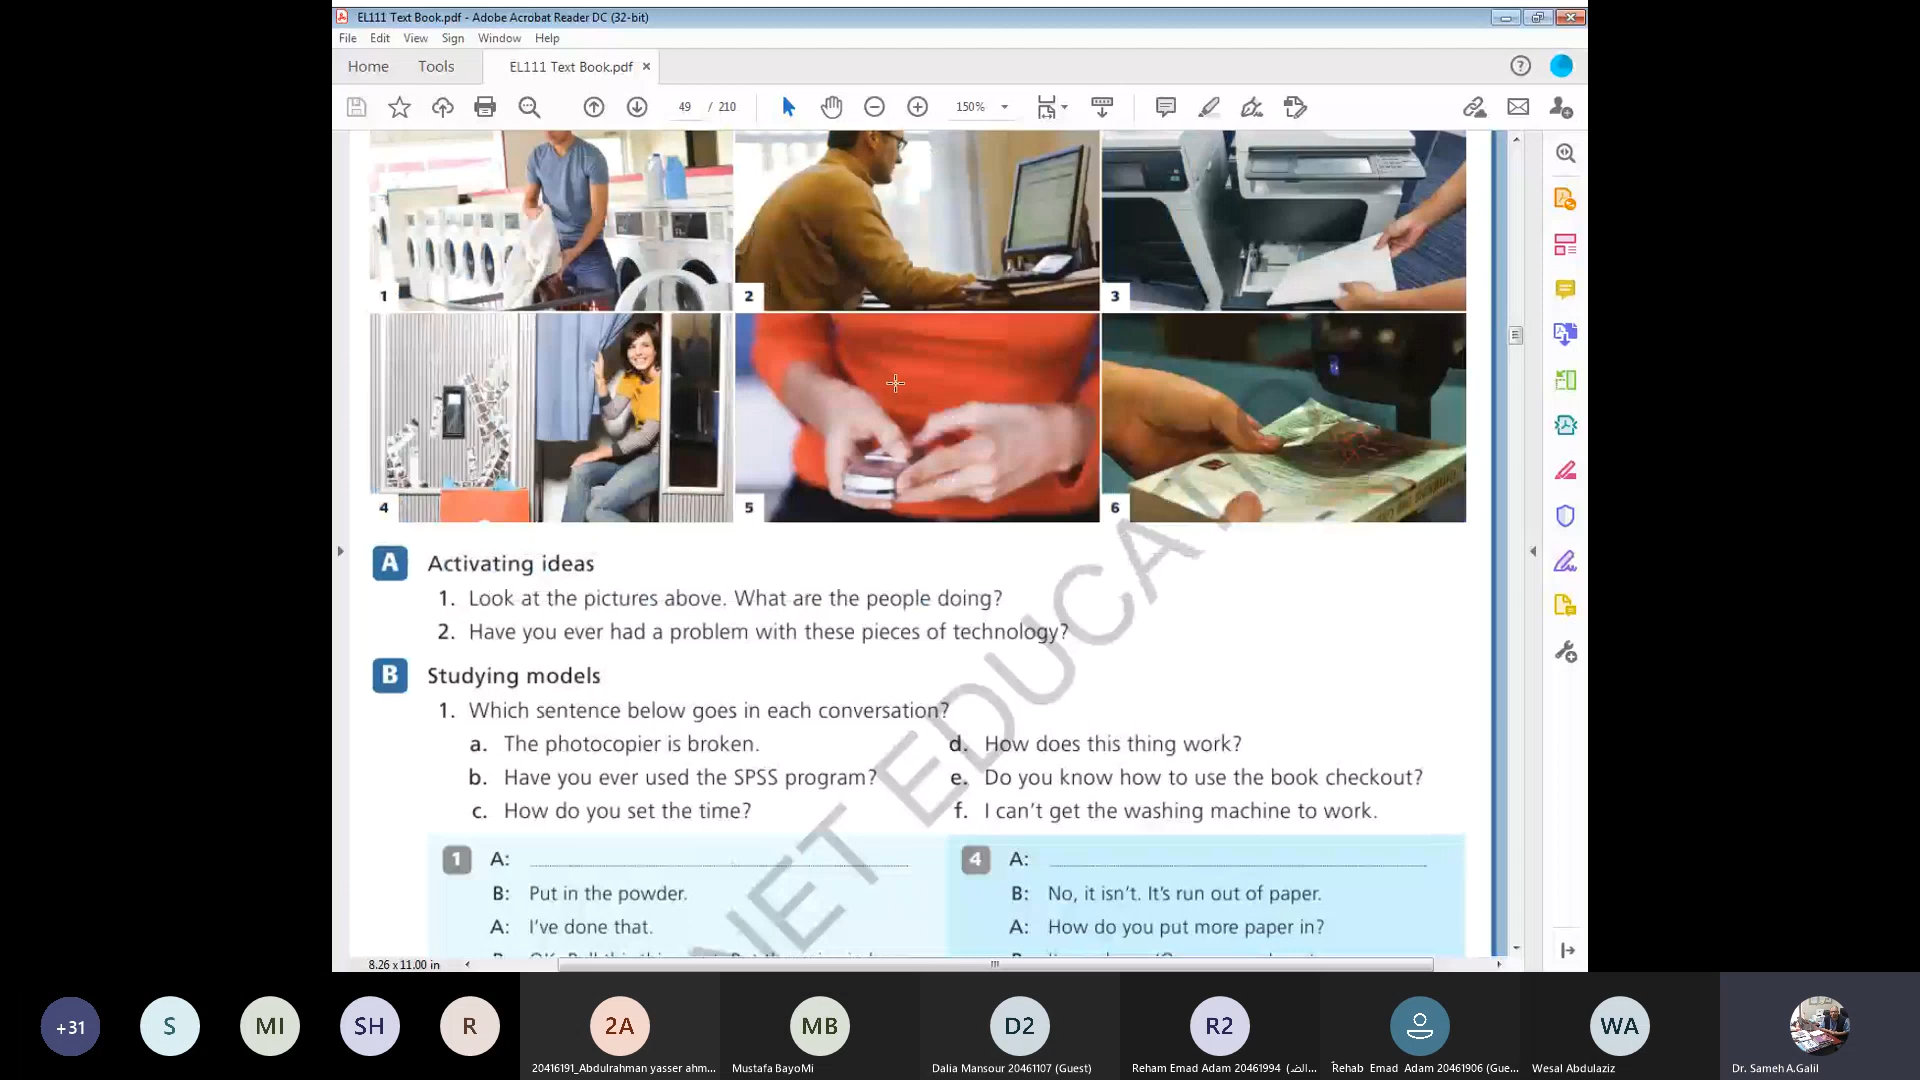 EL111 Text Book.pdf - Adobe Acrobat Reader DC (32-bit)
File Edit View Sign Window Help
Home Tools EL111 Text Book.pdf
49 / 210 150%
1 2 3
4 5 6
A Activating ideas
1. Look at the pictures above. What are the people doing?
2. Have you ever had a problem with these pieces of technology?
B Studying models
1. Which sentence below goes in each conversation?
a. The photocopier is broken.
b. Have you ever used the SPSS program?
c. How do you set the time?
d. How does this thing work?
e. Do you know how to use the book checkout?
f. I can't get the washing machine to work.
1 A:
B: Put in the powder.
A: I've done that.
4 A:
B: No, it isn't. It's run out of paper.
A: How do you put more paper in?
NET EDUCATI
8.26 x 11.00 in
+31 S MI SH R 2A MB D2 R2 WA
20416191_Abdulrahman yasser ahm...
Mustafa BayoMi
Dalia Mansour 20461107 (Guest)
Reham Emad Adam 20461994
Rehab Emad Adam 20461906 (Gue...
Wesal Abdulaziz
Dr. Sameh A.Galil